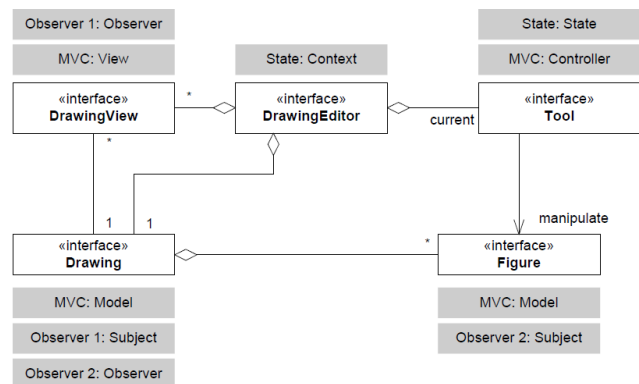 Observer 1: Observer
State: State
MVC: View
State: Context
MVC: Controller
«interface»
DrawingView
*
«interface»
DrawingEditor
current
«interface»
Tool
*
1
1
manipulate
«interface»
Drawing
*
«interface»
Figure
MVC: Model
MVC: Model
Observer 1: Subject
Observer 2: Subject
Observer 2: Observer